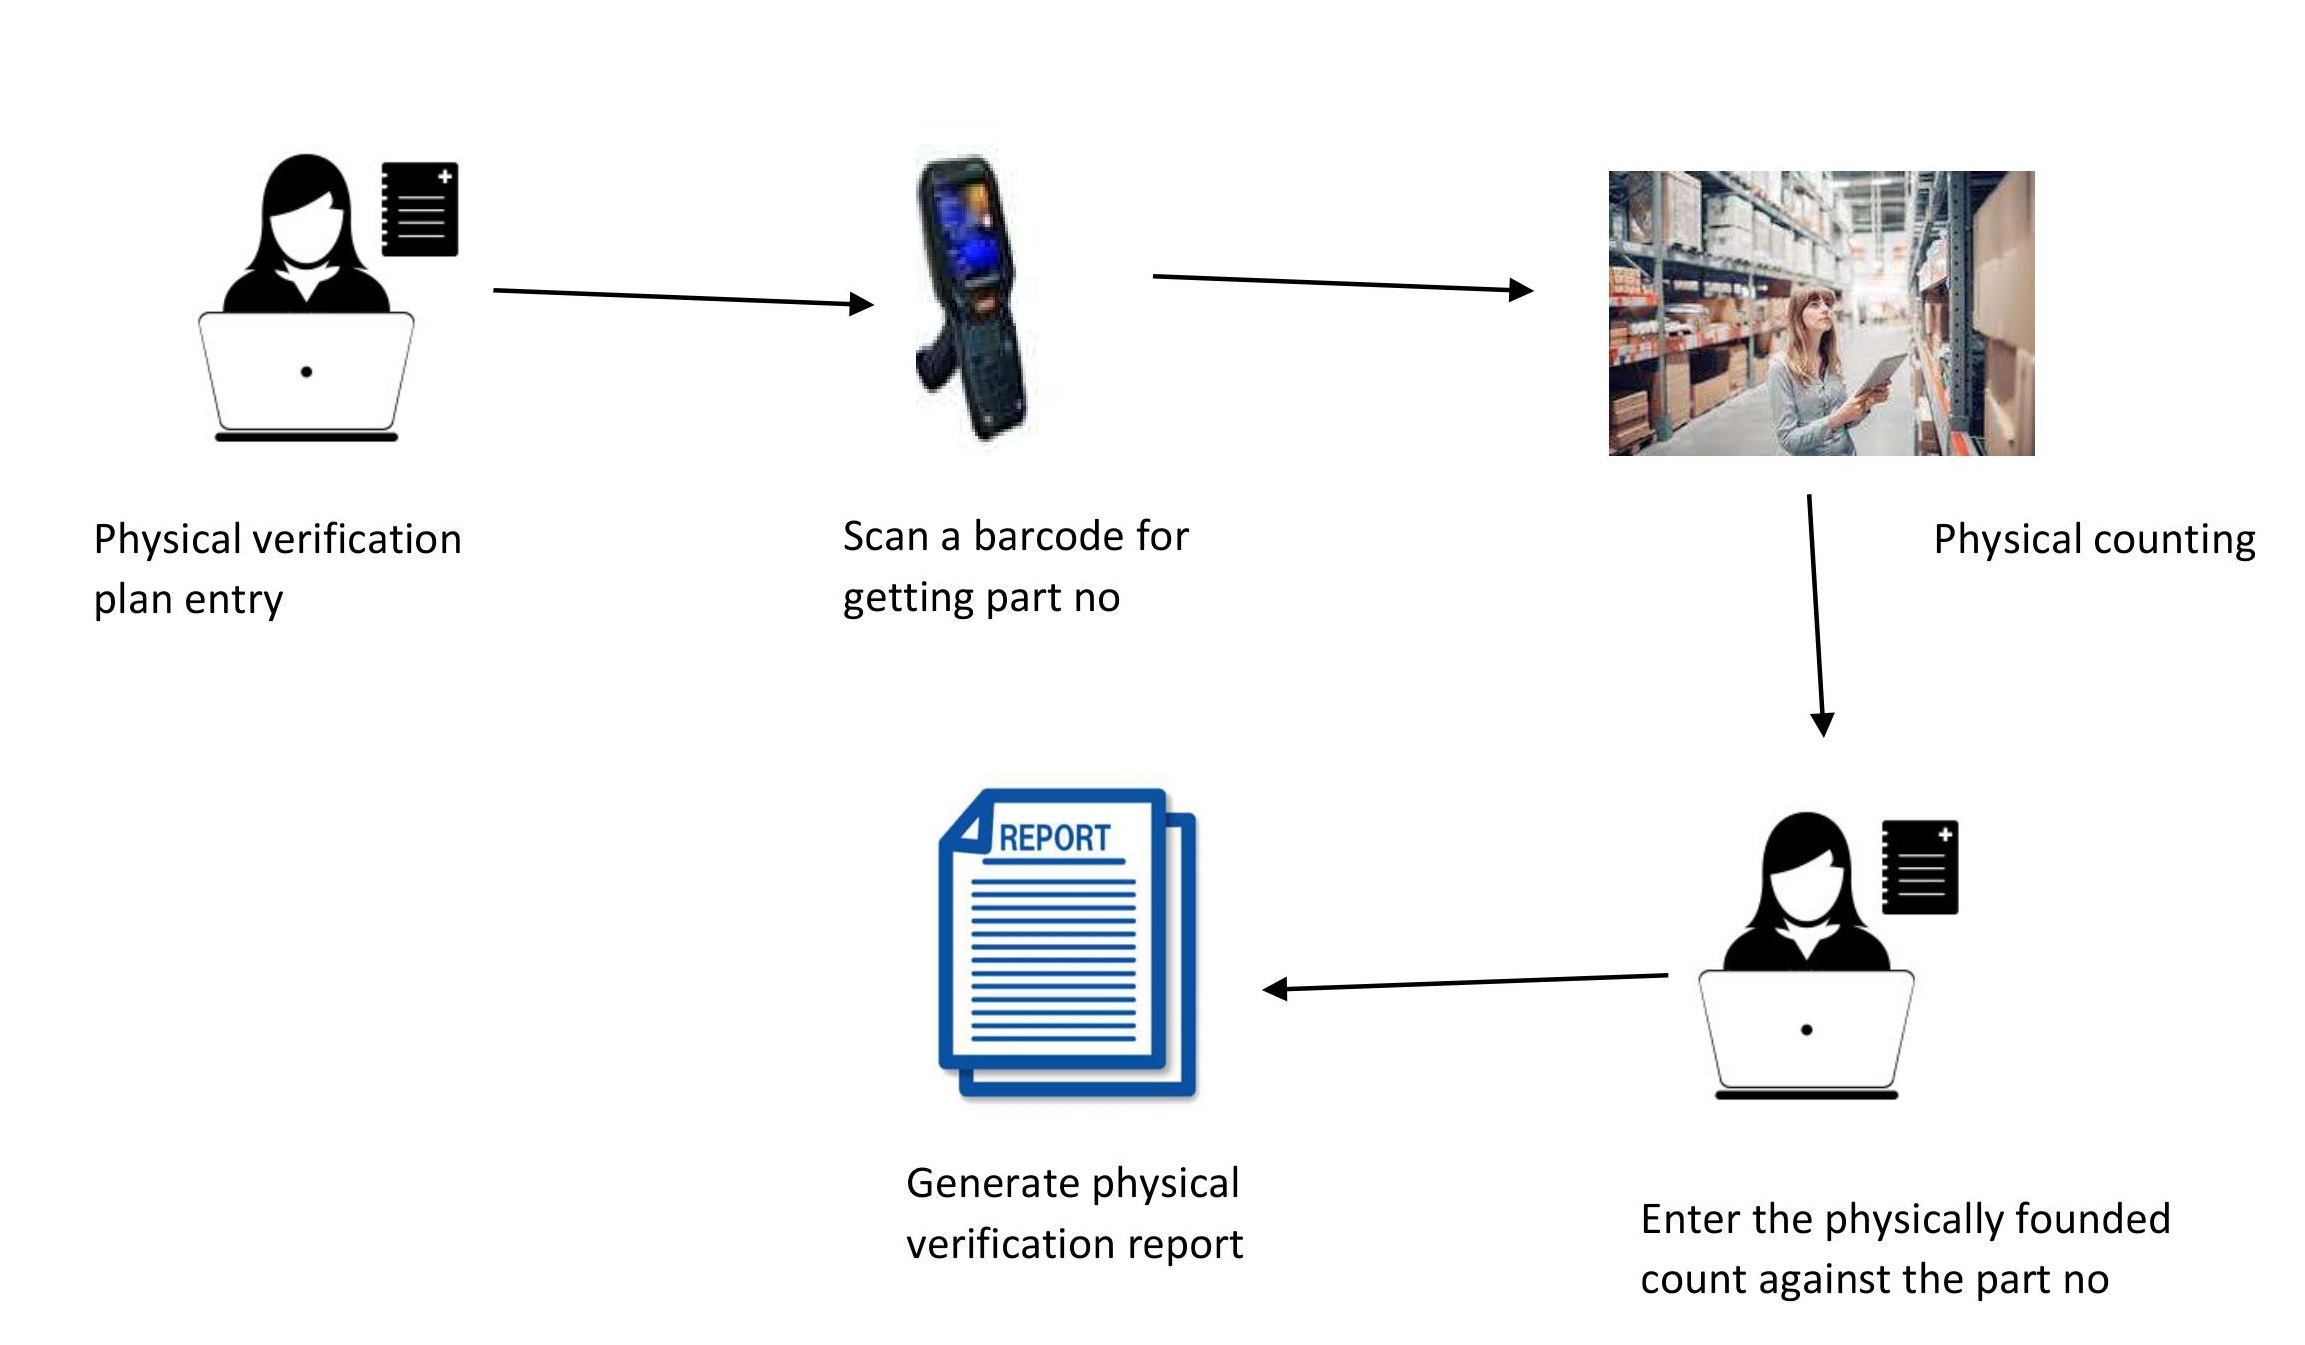 Physical verification
plan entry
Scan a barcode for
getting part no
Physical counting
REPORT
Generate physical
verification report
Enter the physically founded
count against the part no